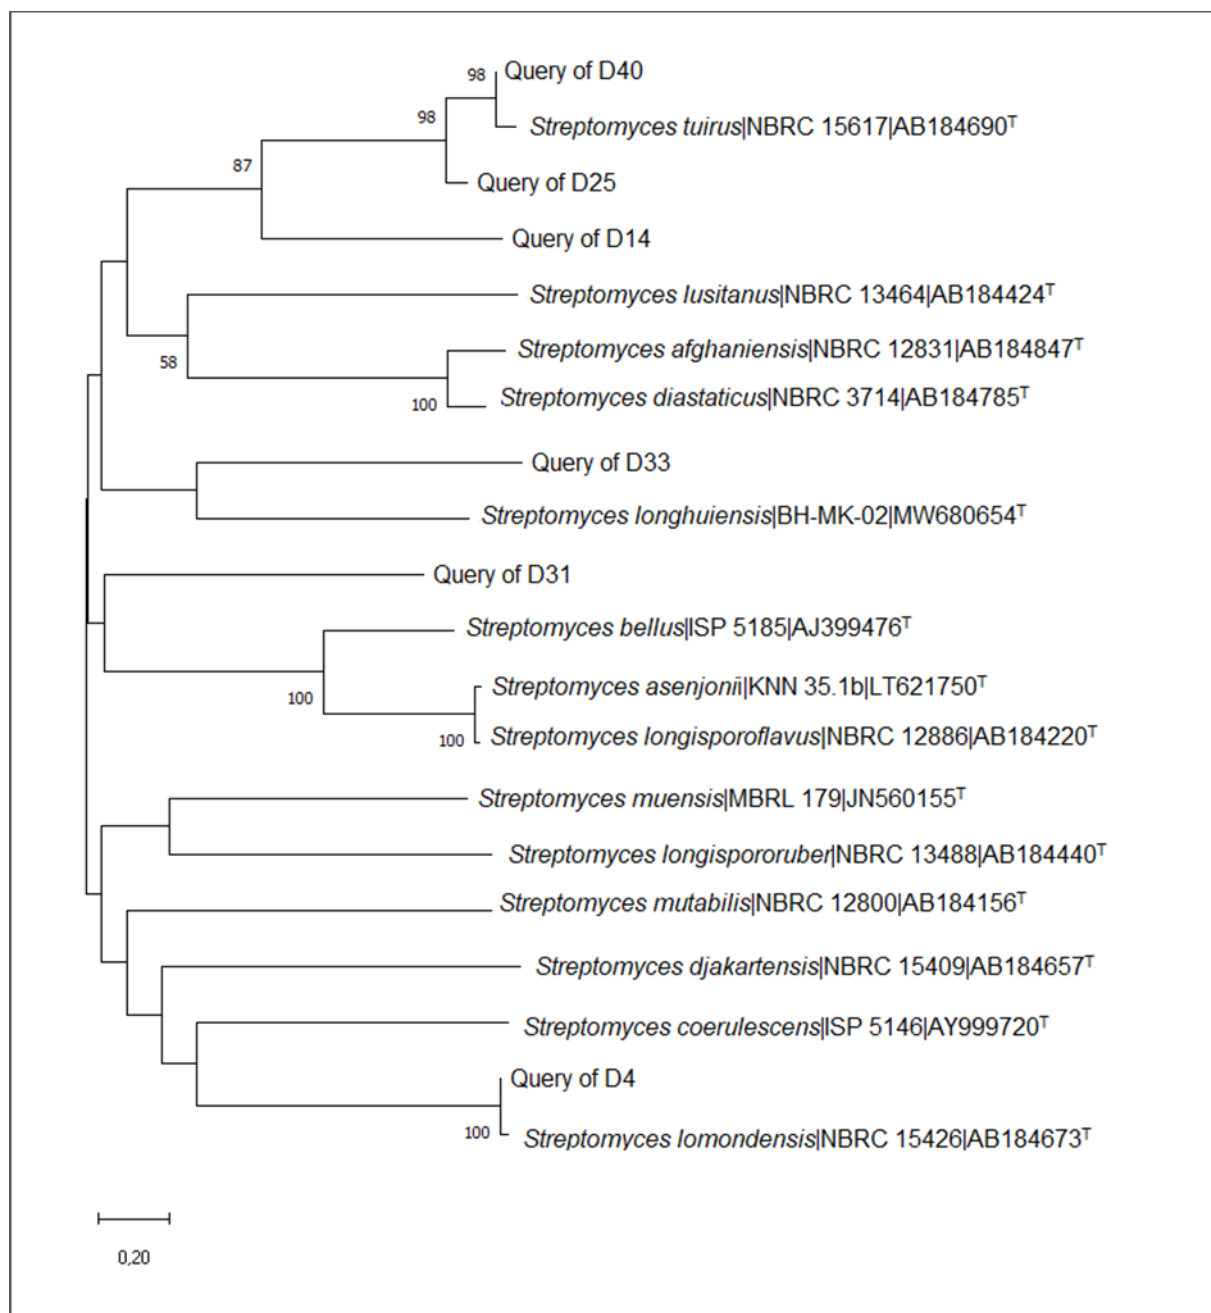 98
Query of D40
98
Streptomyces tuirus|NBRC 15617|AB184690ᵀ
87
Query of D25
Query of D14
Streptomyces lusitanus|NBRC 13464|AB184424ᵀ
58
Streptomyces afghaniensis|NBRC 12831|AB184847ᵀ
100
Streptomyces diastaticus|NBRC 3714|AB184785ᵀ
Query of D33
Streptomyces longhuiensis|BH-MK-02|MW680654ᵀ
Query of D31
Streptomyces bellus|ISP 5185|AJ399476ᵀ
100
Streptomyces asenjonii|KNN 35.1b|LT621750ᵀ
100
Streptomyces longisporoflavus|NBRC 12886|AB184220ᵀ
Streptomyces muensis|MBRL 179|JN560155ᵀ
Streptomyces longispororuber|NBRC 13488|AB184440ᵀ
Streptomyces mutabilis|NBRC 12800|AB184156ᵀ
Streptomyces djakartensis|NBRC 15409|AB184657ᵀ
Streptomyces coerulescens|ISP 5146|AY999720ᵀ
Query of D4
100
Streptomyces lomondensis|NBRC 15426|AB184673ᵀ
0,20